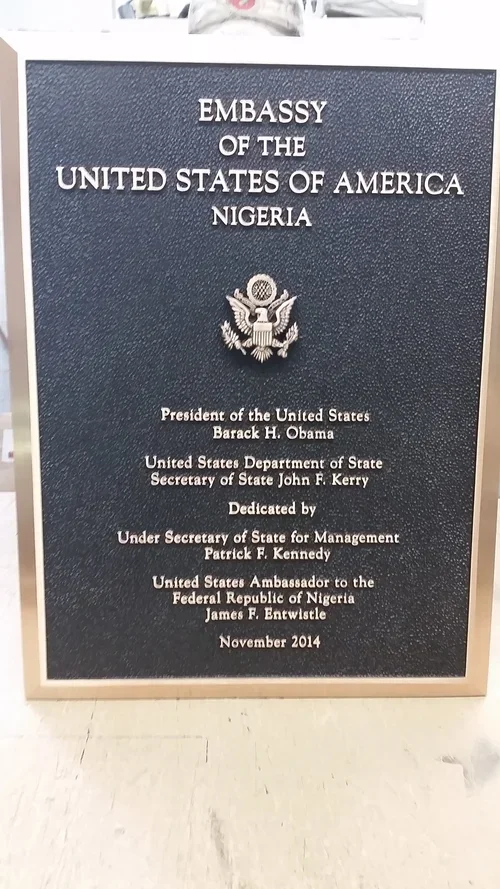 EMBASSY
OF THE
UNITED STATES OF AMERICA
NIGERIA
President of the United States
Barack H. Obama
United States Department of State
Secretary of State John F. Kerry
Dedicated by
Under Secretary of State for Management
Patrick F. Kennedy
United States Ambassador to the
Federal Republic of Nigeria
James F. Entwistle
November 2014